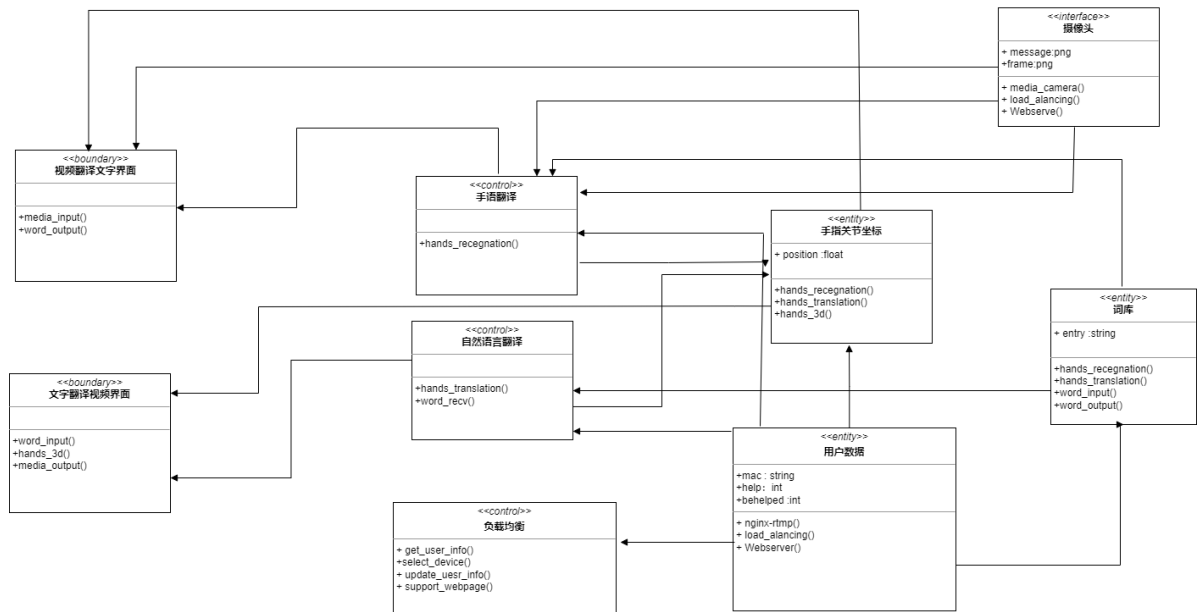 <<interface>>
摄像头
+ message:png
+frame:png
+ media_camera()
+ load_alancing()
+ Webserve()
<<boundary>>
视频翻译文字界面
+media_input()
+word_output()
<<control>>
手语翻译
+hands_recegnation()
<<entity>>
手指关节坐标
+ position :float
+hands_recegnation()
+hands_translation()
+hands_3d()
<<entity>>
词库
+ entry :string
+hands_recegnation()
+hands_translation()
+word_input()
+word_output()
<<control>>
自然语言翻译
+hands_translation()
+word_recv()
<<boundary>>
文字翻译视频界面
+word_input()
+hands_3d()
+media_output()
<<entity>>
用户数据
+mac : string
+help： int
+behelped :int
+ nginx-rtmp()
+ load_alancing()
+ Webserver()
<<control>>
负载均衡
+ get_user_info()
+select_device()
+ update_uesr_info()
+ support_webpage()